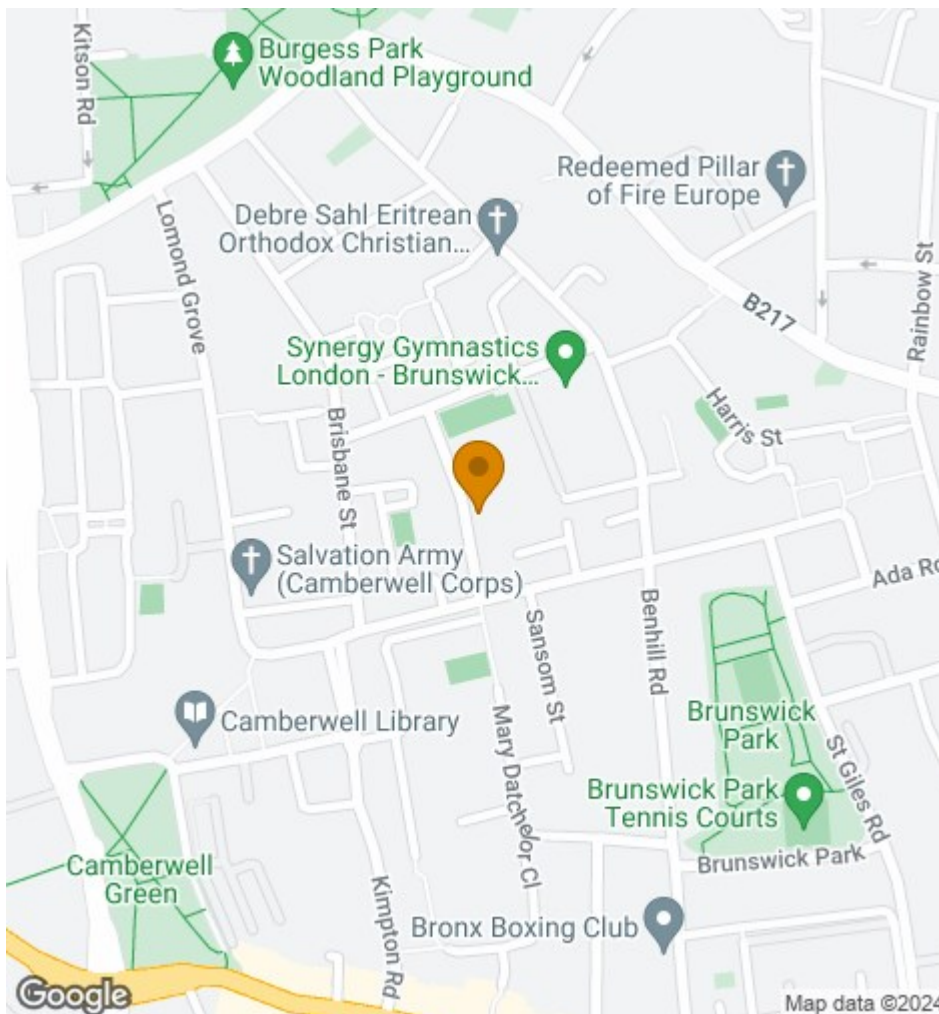 Kitson Rd
Burgess Park
Woodland Playground
Redeemed Pillar
of Fire Europe
Debre Sahl Eritrean
Orthodox Christian...
Lomond Grove
B217
Rainbow St
Synergy Gymnastics
London - Brunswick...
Harris St
Brisbane St
Salvation Army
(Camberwell Corps)
Ada Ro
Sansom St
Benhill Rd
Camberwell Library
Mary Datchelor Cl
Brunswick
Park
St Giles Rd
Brunswick Park
Tennis Courts
Brunswick Park
Camberwell
Green
Kimpton Rd
Bronx Boxing Club
Google
Map data ©2024